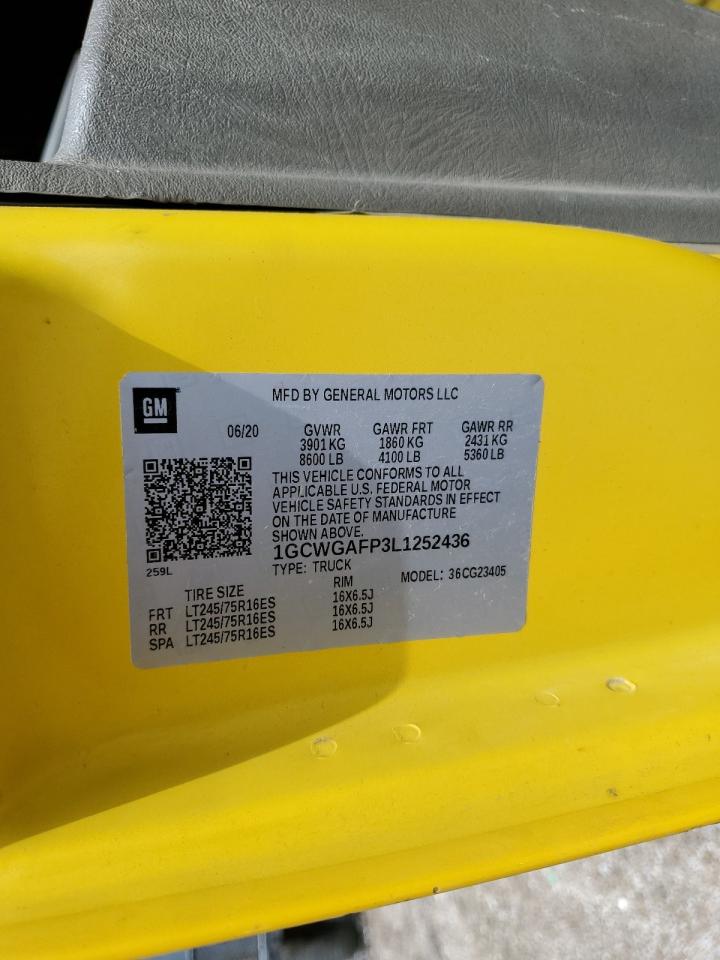 GM
MFD BY GENERAL MOTORS LLC
06/20 GVWR GAWR FRT GAWR RR
3901 KG 1860 KG 2431 KG
8600 LB 4100 LB 5360 LB
THIS VEHICLE CONFORMS TO ALL
APPLICABLE U.S. FEDERAL MOTOR
VEHICLE SAFETY STANDARDS IN EFFECT
ON THE DATE OF MANUFACTURE
SHOWN ABOVE.
1GCWGAFP3L1252436
259L TYPE: TRUCK MODEL: 36CG23405
TIRE SIZE RIM
FRT LT245/75R16ES 16X6.5J
RR LT245/75R16ES 16X6.5J
SPA LT245/75R16ES 16X6.5J